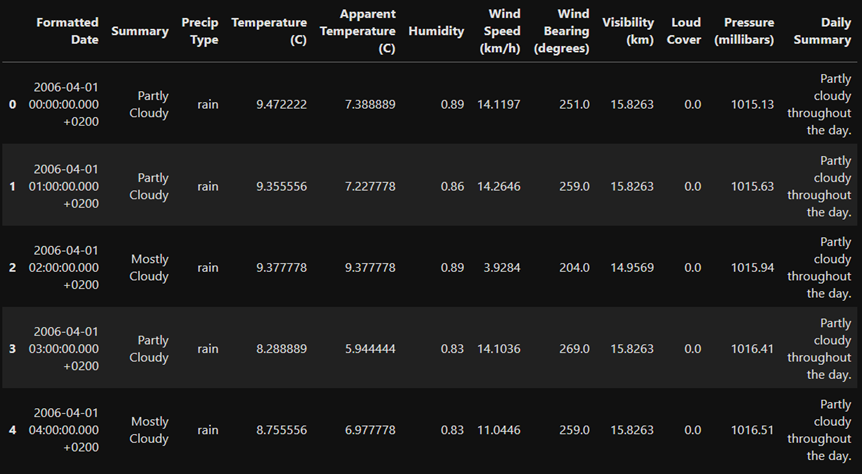 Formatted Date Summary Precip Type Temperature (C) Apparent Temperature (C) Humidity Wind Speed (km/h) Wind Bearing (degrees) Visibility (km) Loud Cover Pressure (millibars) Daily Summary
0 2006-04-01 00:00:00.000 +0200 Partly Cloudy rain 9.472222 7.388889 0.89 14.1197 251.0 15.8263 0.0 1015.13 Partly cloudy throughout the day.
1 2006-04-01 01:00:00.000 +0200 Partly Cloudy rain 9.355556 7.227778 0.86 14.2646 259.0 15.8263 0.0 1015.63 Partly cloudy throughout the day.
2 2006-04-01 02:00:00.000 +0200 Mostly Cloudy rain 9.377778 9.377778 0.89 3.9284 204.0 14.9569 0.0 1015.94 Partly cloudy throughout the day.
3 2006-04-01 03:00:00.000 +0200 Partly Cloudy rain 8.288889 5.944444 0.83 14.1036 269.0 15.8263 0.0 1016.41 Partly cloudy throughout the day.
4 2006-04-01 04:00:00.000 +0200 Mostly Cloudy rain 8.755556 6.977778 0.83 11.0446 259.0 15.8263 0.0 1016.51 Partly cloudy throughout the day.